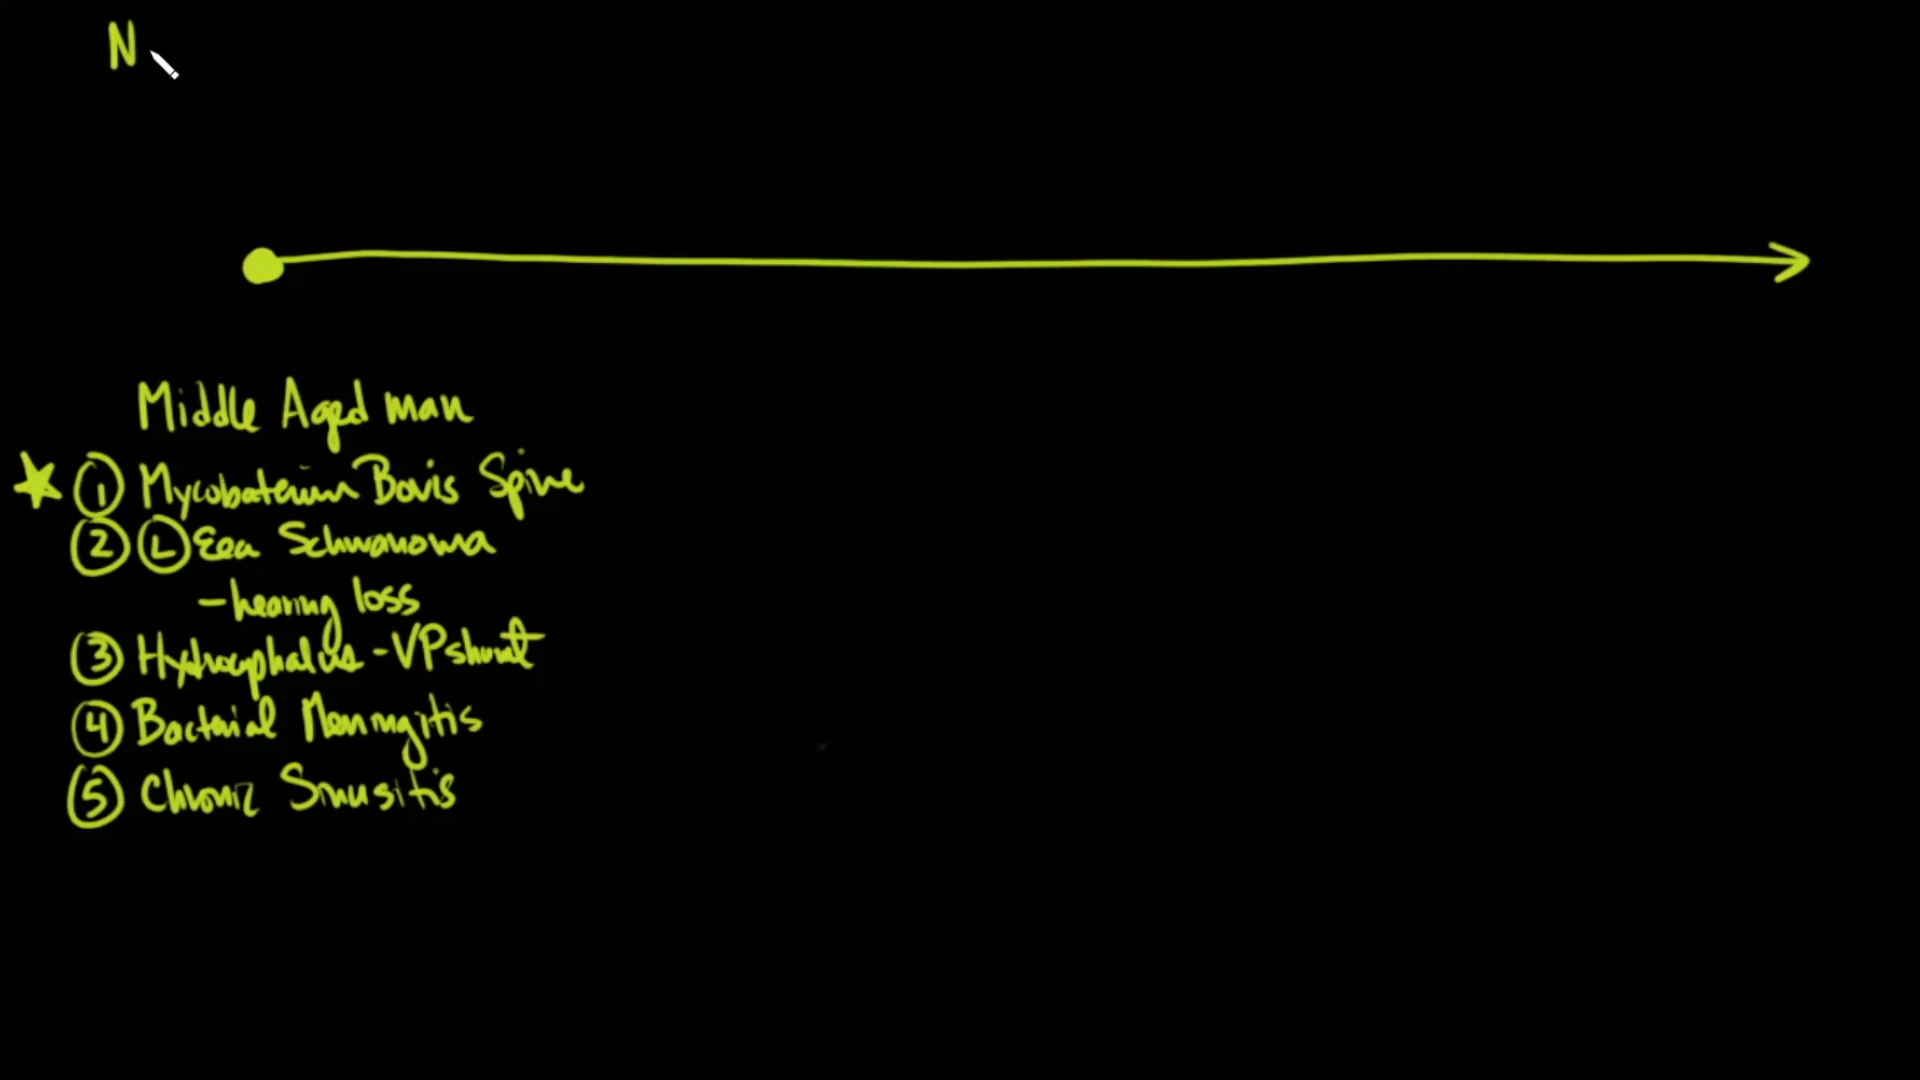 N
Middle Aged man
① Mycobaterium Bovis Spine
② Ⓛ Eea Schwanoma
- hearing loss
③ Hydrocephalus - VP shunt
④ Bacterial Meningitis
⑤ Chronic Sinusitis